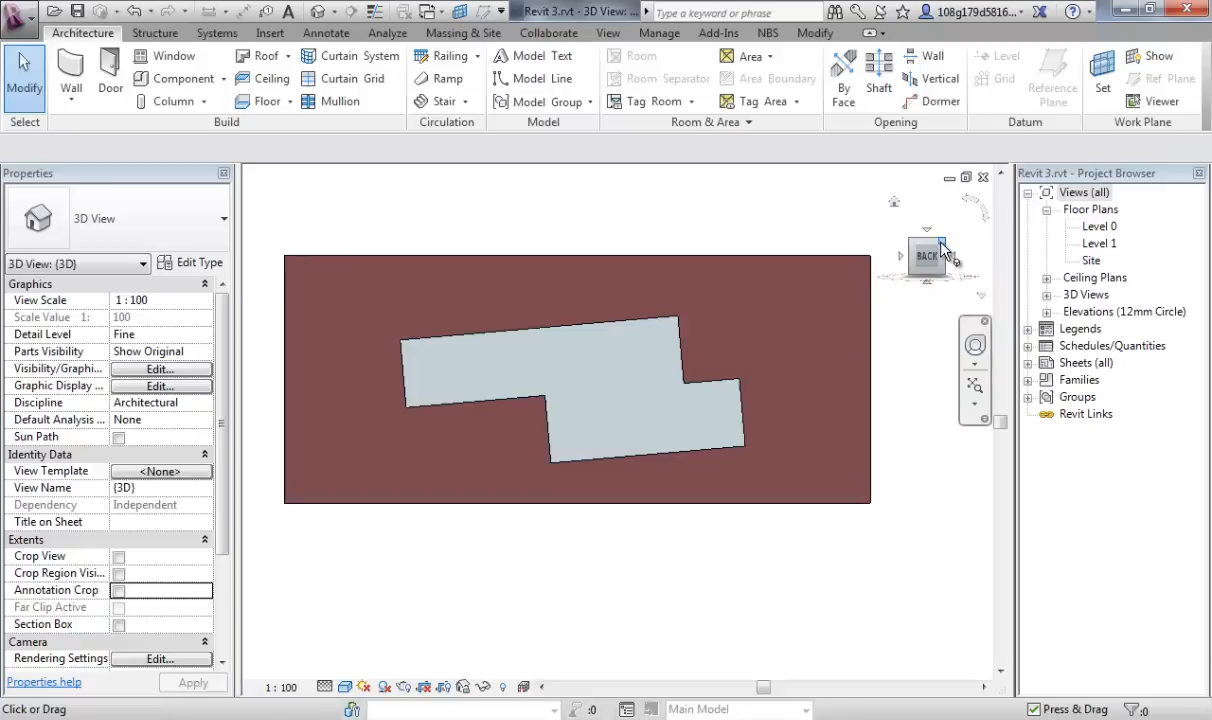 Revit 3.rvt - 3D View: ...
Type a keyword or phrase
108g179d5816...
Architecture Structure Systems Insert Annotate Analyze Massing & Site Collaborate View Manage Add-Ins NBS Modify
Modify
Wall
Door
Window
Component
Column
Roof
Ceiling
Floor
Curtain System
Curtain Grid
Mullion
Railing
Ramp
Stair
Model Text
Model Line
Model Group
Room
Room Separator
Tag Room
Area
Area Boundary
Tag Area
By
Face
Shaft
Wall
Vertical
Dormer
Level
Grid
Reference
Plane
Set
Show
Ref Plane
Viewer
Select Build Circulation Model Room & Area Opening Datum Work Plane
Properties
3D View
3D View: {3D} Edit Type
Graphics
View Scale 1 : 100
Scale Value 1: 100
Detail Level Fine
Parts Visibility Show Original
Visibility/Graphi... Edit...
Graphic Display ... Edit...
Discipline Architectural
Default Analysis ... None
Sun Path
Identity Data
View Template <None>
View Name {3D}
Dependency Independent
Title on Sheet
Extents
Crop View
Crop Region Visi...
Annotation Crop
Far Clip Active
Section Box
Camera
Rendering Settings Edit...
Properties help Apply
BACK
1 : 100
Revit 3.rvt - Project Browser
Views (all)
Floor Plans
Level 0
Level 1
Site
Ceiling Plans
3D Views
Elevations (12mm Circle)
Legends
Schedules/Quantities
Sheets (all)
Families
Groups
Revit Links
Click or Drag :0 Main Model Press & Drag :0